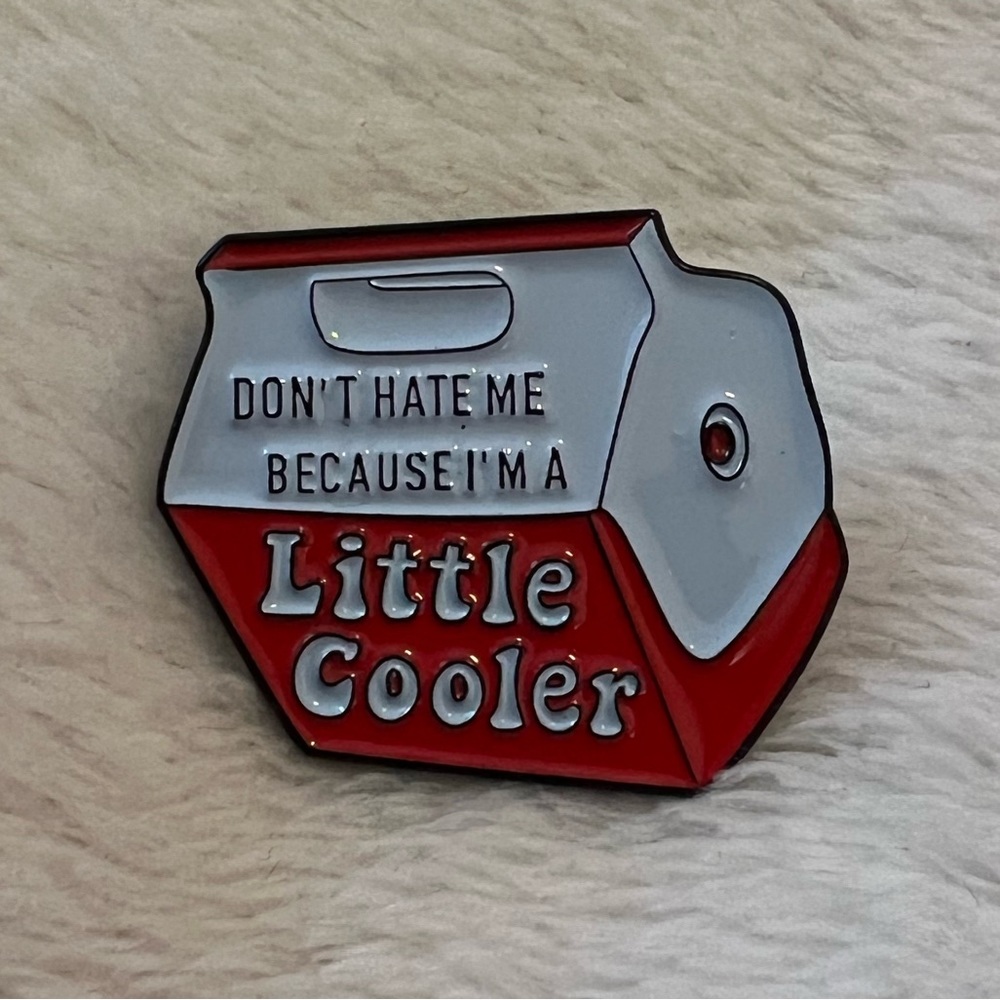 DON'T HATE ME
BECAUSE I'M A
Little
Cooler